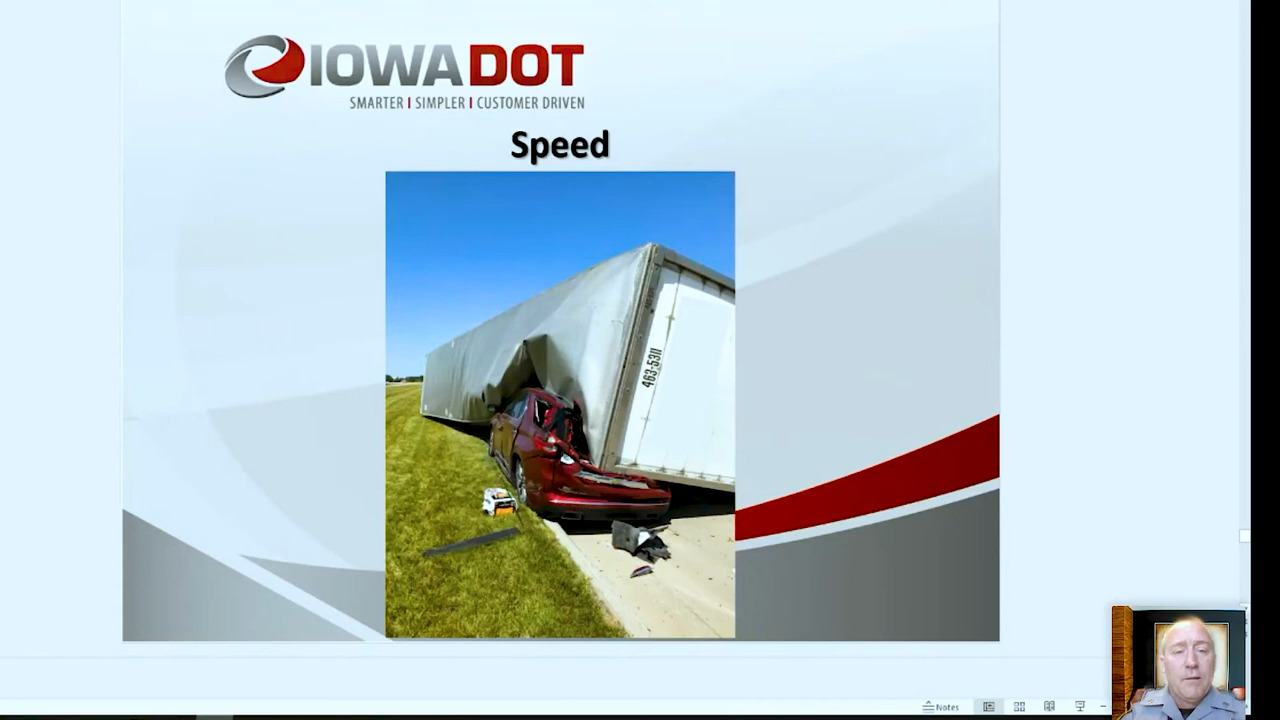 IOWADOT
SMARTER | SIMPLER | CUSTOMER DRIVEN
Speed
463-5311
Notes